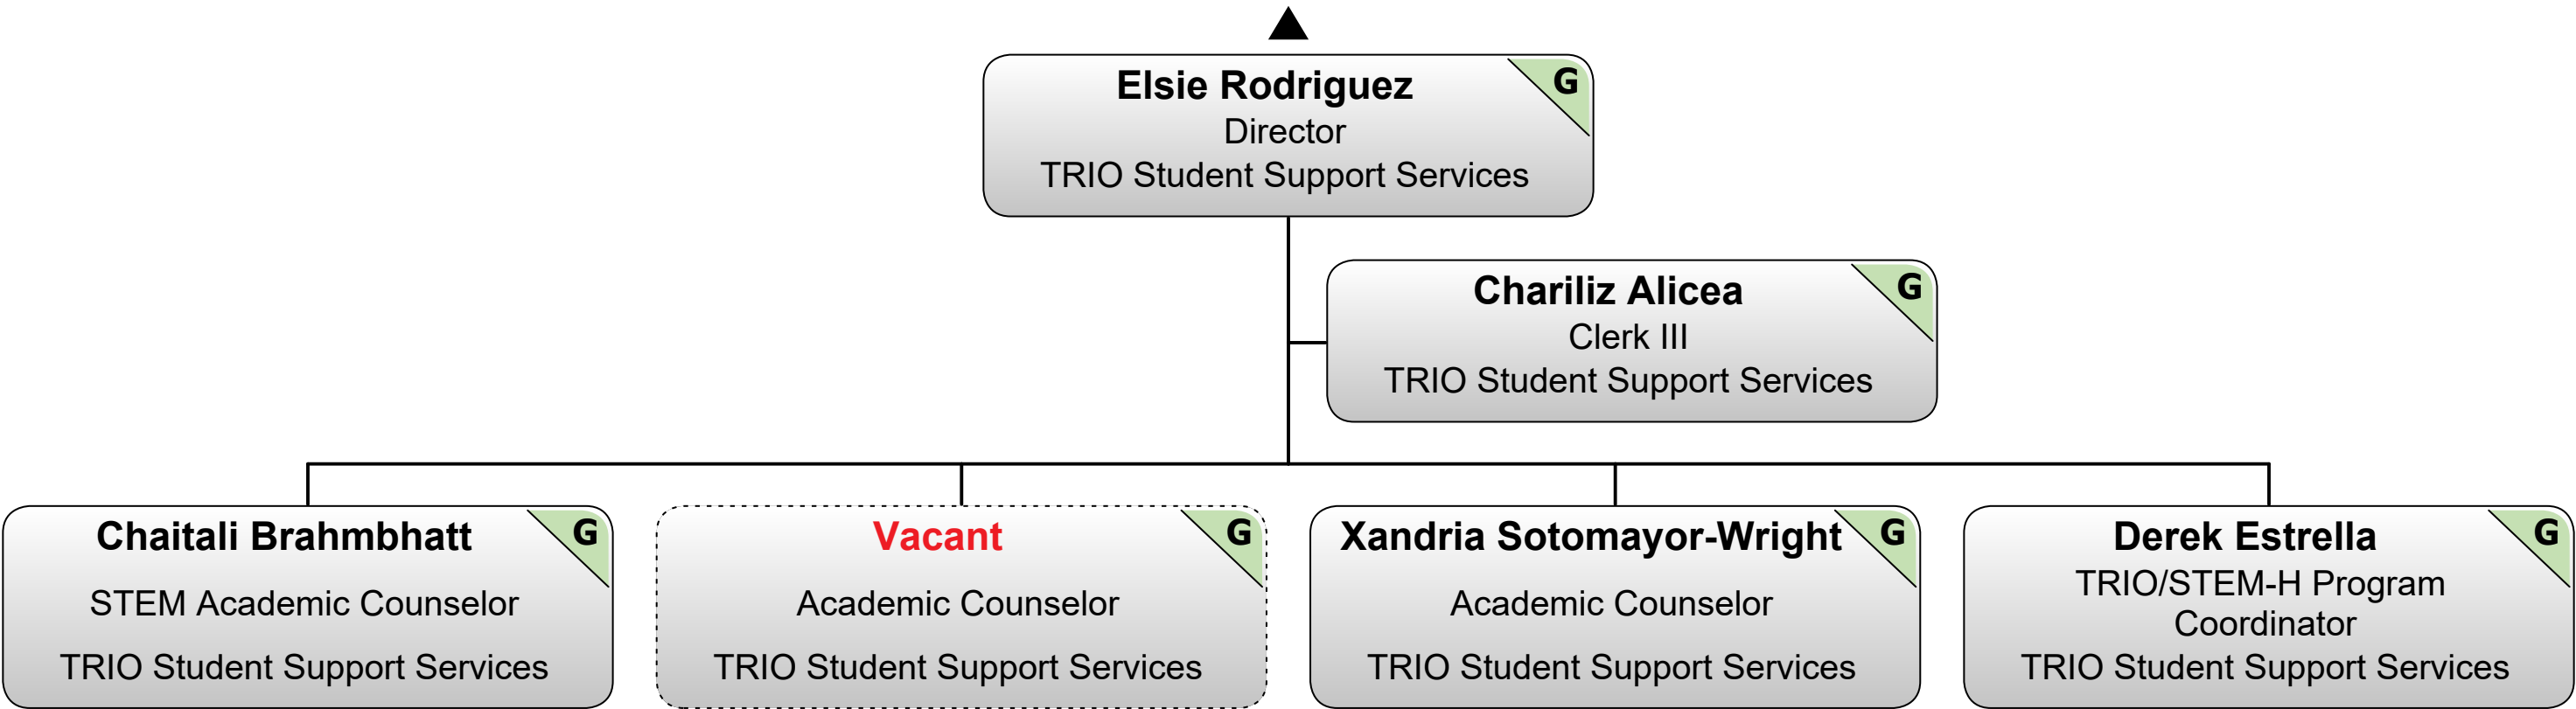 Elsie Rodriguez
G
Director
TRIO Student Support Services
Chariliz Alicea
G
Clerk III
TRIO Student Support Services
Chaitali Brahmbhatt
G
STEM Academic Counselor
TRIO Student Support Services
Vacant
G
Academic Counselor
TRIO Student Support Services
Xandria Sotomayor-Wright
G
Academic Counselor
TRIO Student Support Services
Derek Estrella
G
TRIO/STEM-H Program
Coordinator
TRIO Student Support Services